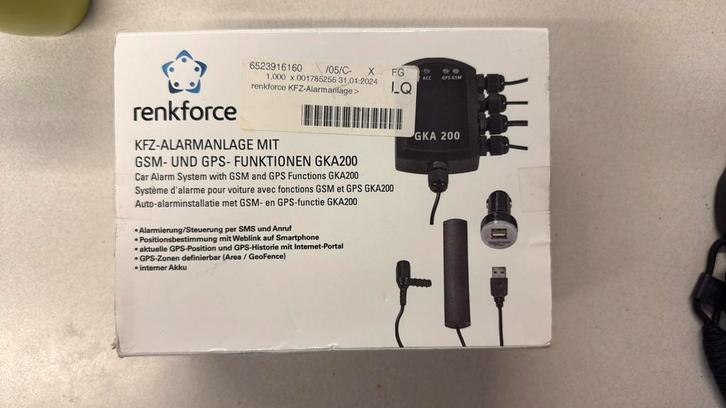 renkforce
6523916160 /05/C- X FG
1,000 x 001785255 31.01.2024
renkforce KFZ-Alarmanlage>
LQ
ACC GPS GSM
GKA 200
KFZ-ALARMANLAGE MIT
GSM- UND GPS- FUNKTIONEN GKA200
Car Alarm System with GSM and GPS Functions GKA200
Système d'alarme pour voiture avec fonctions GSM et GPS GKA200
Auto-alarminstallatie met GSM- en GPS-functie GKA200
• Alarmierung/Steuerung per SMS und Anruf
• Positionsbestimmung mit Weblink auf Smartphone
• aktuelle GPS-Position und GPS-Historie mit Internet-Portal
• GPS-Zonen definierbar (Area / GeoFence)
• interner Akku